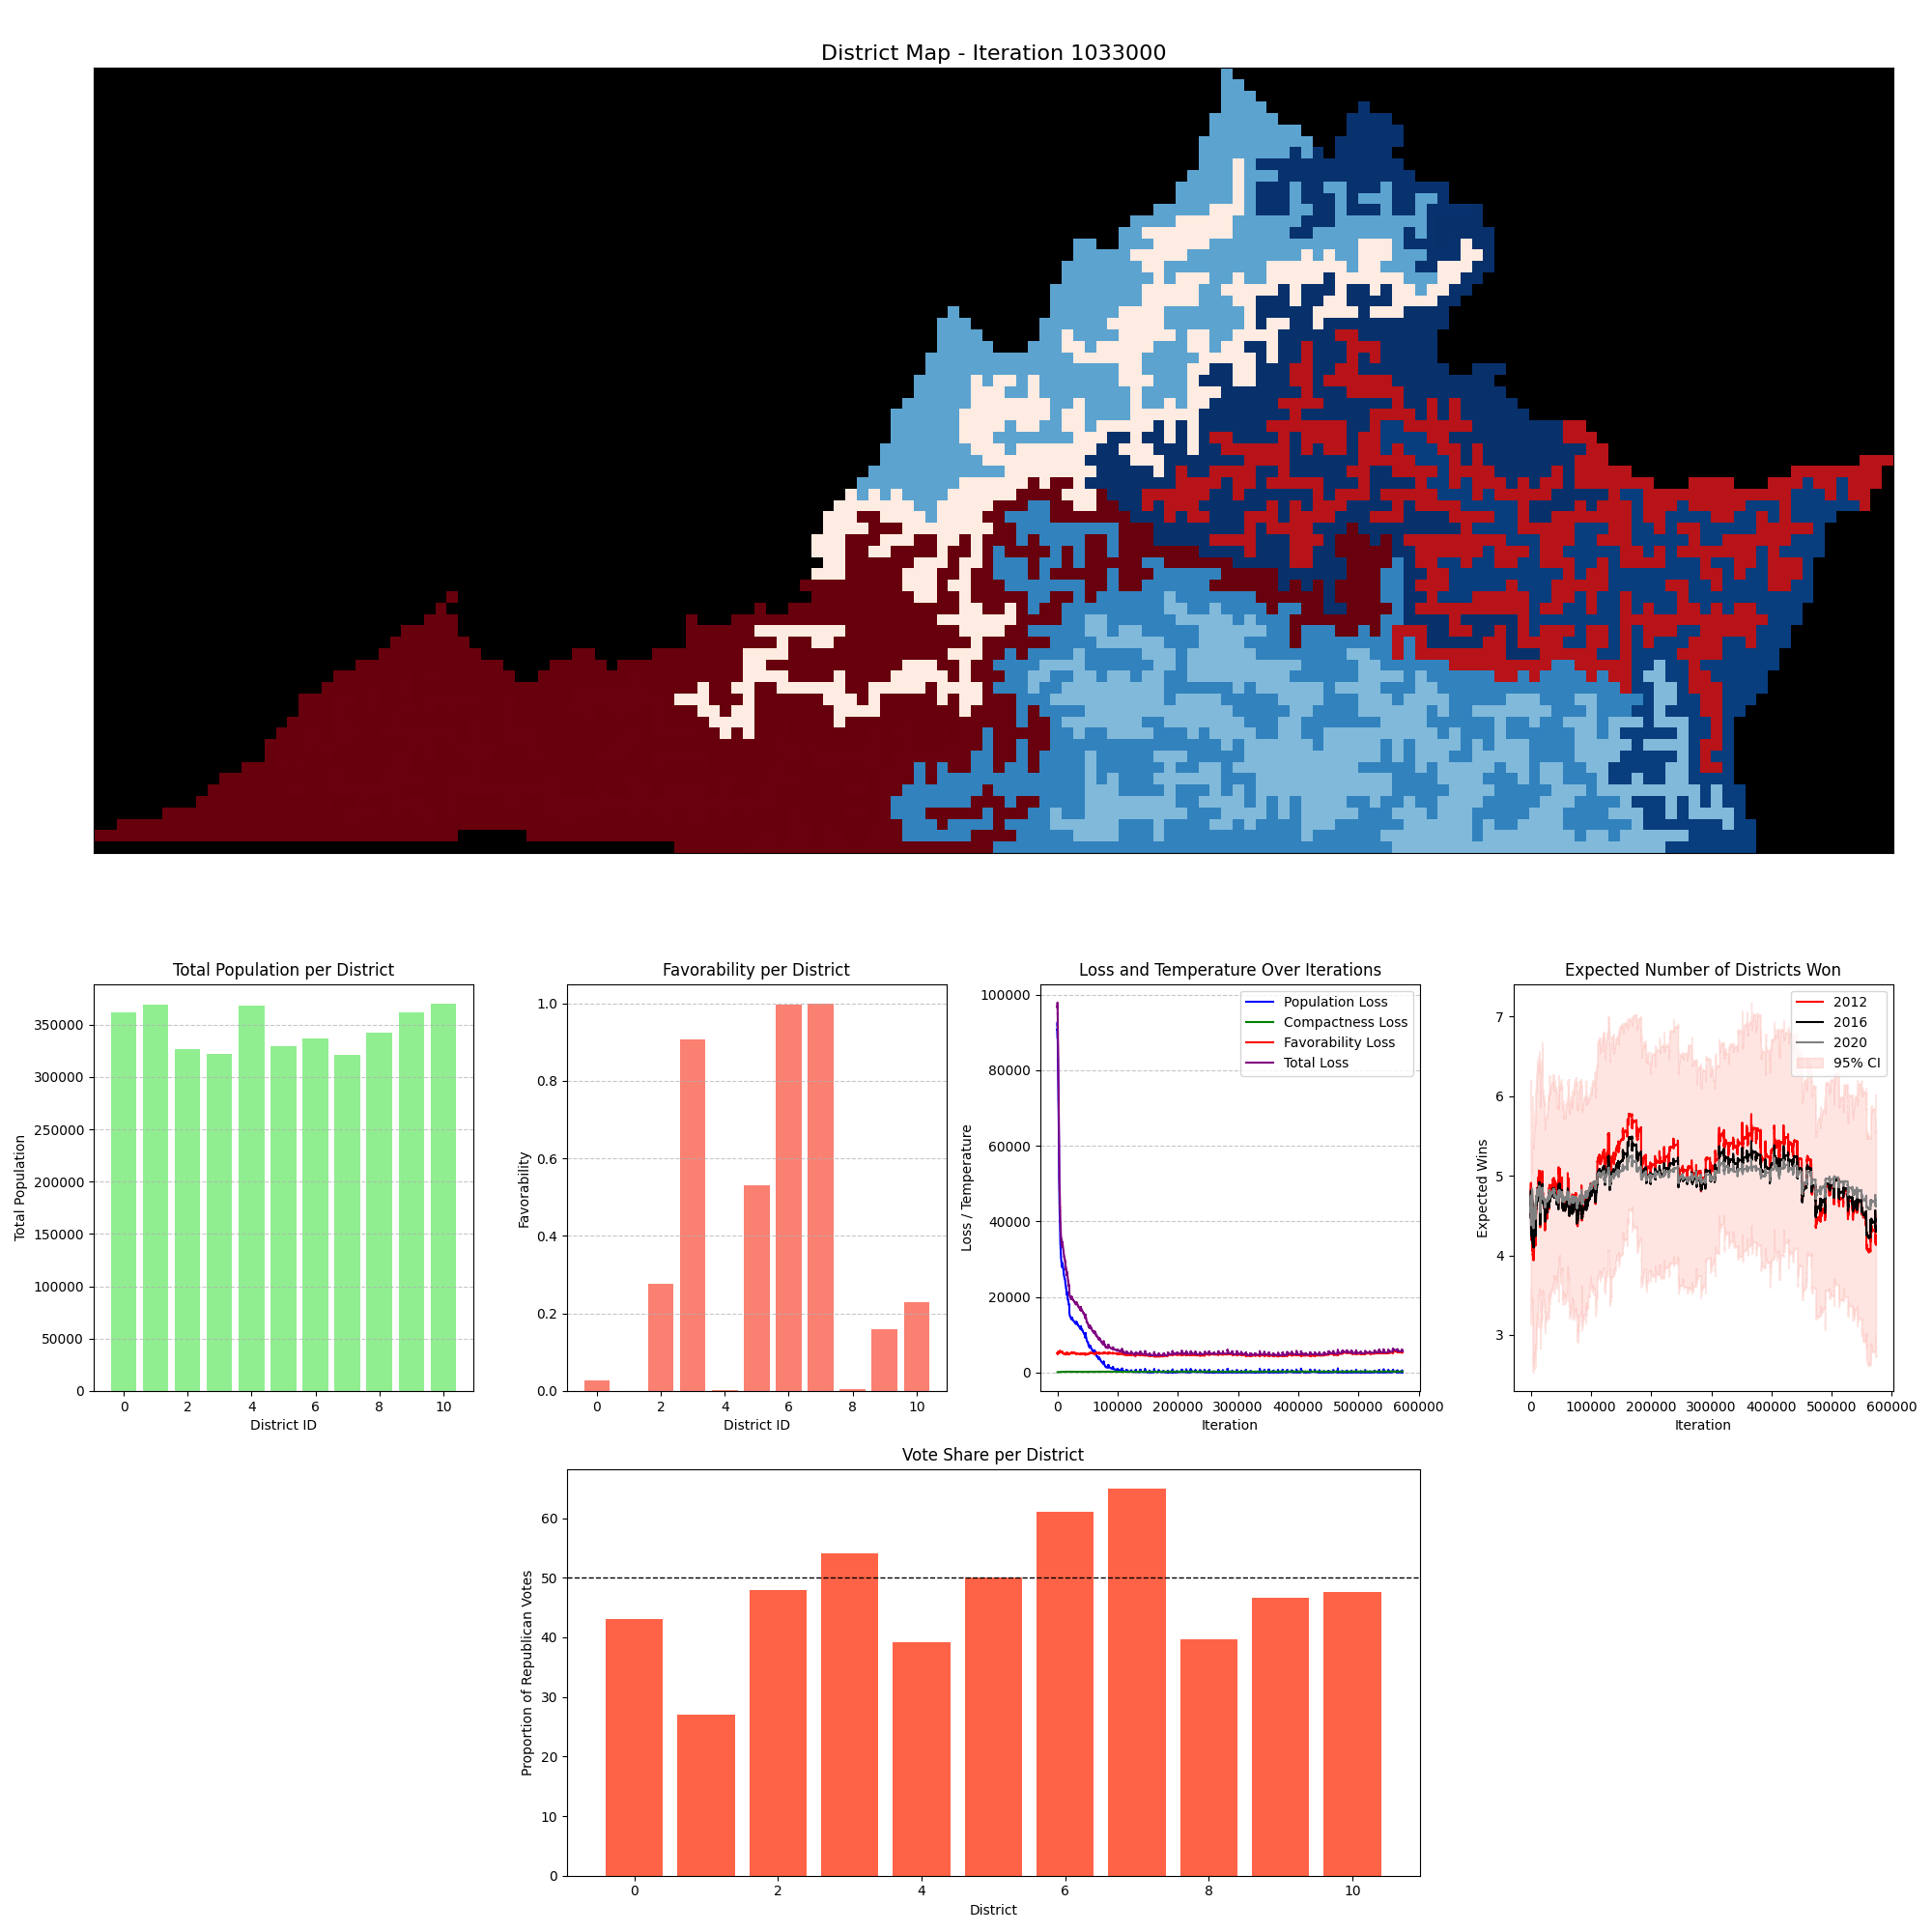 District Map - Iteration 1033000
Total Population per District
Total Population
350000
300000
250000
200000
150000
100000
50000
0
0 2 4 6 8 10
District ID
Favorability per District
Favorability
1.0
0.8
0.6
0.4
0.2
0.0
0 2 4 6 8 10
District ID
Loss and Temperature Over Iterations
Loss / Temperature
100000
80000
60000
40000
20000
0
Population Loss
Compactness Loss
Favorability Loss
Total Loss
0 100000 200000 300000 400000 500000 600000
Iteration
Expected Number of Districts Won
Expected Wins
7
6
5
4
3
2012
2016
2020
95% CI
0 100000 200000 300000 400000 500000 600000
Iteration
Vote Share per District
Proportion of Republican Votes
60
50
40
30
20
10
0
0 2 4 6 8 10
District